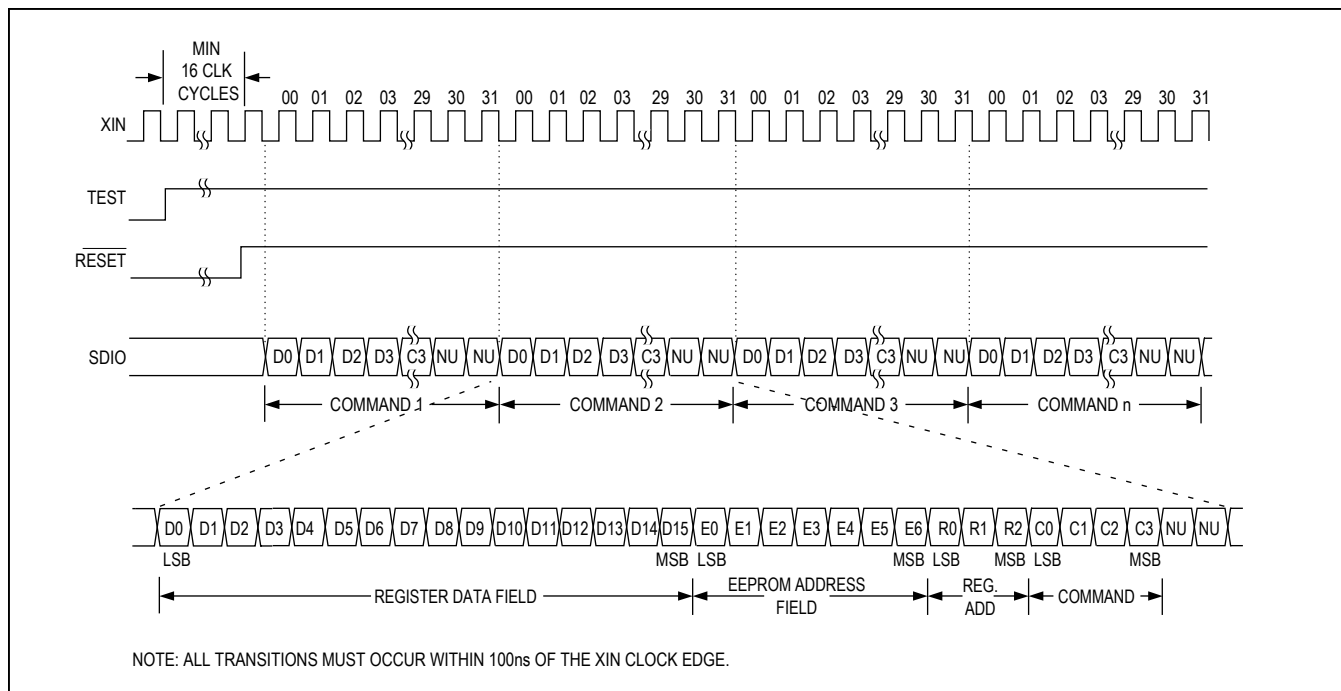 MIN
16 CLK
CYCLES
00 01 02 03 29 30 31 00 01 02 03 29 30 31 00 01 02 03 29 30 31 00 01 02 03 29 30 31
XIN
TEST
RESET
SDIO D0 D1 D2 D3 C3 NU NU D0 D1 D2 D3 C3 NU NU D0 D1 D2 D3 C3 NU NU D0 D1 D2 D3 C3 NU NU
COMMAND 1 COMMAND 2 COMMAND 3 COMMAND n
D0 D1 D2 D3 D4 D5 D6 D7 D8 D9 D10 D11 D12 D13 D14 D15 E0 E1 E2 E3 E4 E5 E6 R0 R1 R2 C0 C1 C2 C3 NU NU
LSB MSB LSB MSB LSB MSB LSB MSB
REGISTER DATA FIELD
EEPROM ADDRESS
FIELD
REG.
ADD
COMMAND
NOTE: ALL TRANSITIONS MUST OCCUR WITHIN 100ns OF THE XIN CLOCK EDGE.